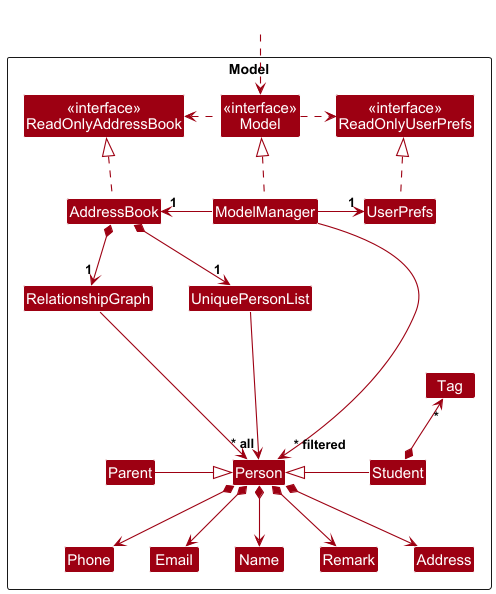 Model
«interface»
ReadOnlyAddressBook
«interface»
Model
«interface»
ReadOnlyUserPrefs
AddressBook
1
ModelManager
1
UserPrefs
1
1
RelationshipGraph
UniquePersonList
Tag
*
* all
* filtered
Parent
Person
Student
Phone
Email
Name
Remark
Address